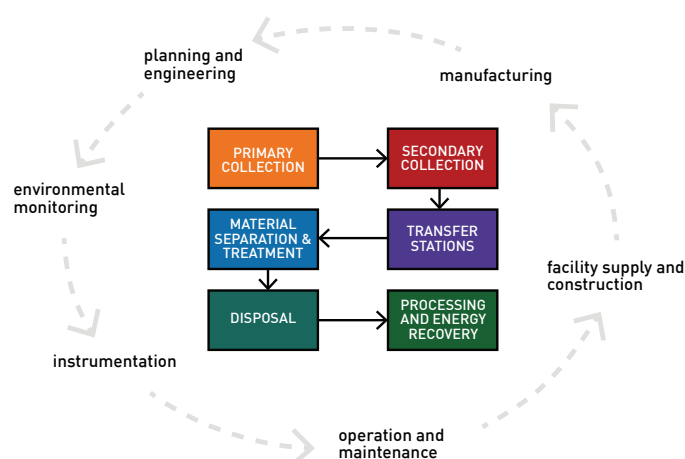 planning and
engineering
manufacturing
PRIMARY
COLLECTION
SECONDARY
COLLECTION
environmental
monitoring
MATERIAL
SEPARATION &
TREATMENT
TRANSFER
STATIONS
facility supply and
construction
DISPOSAL
PROCESSING
AND ENERGY
RECOVERY
instrumentation
operation and
maintenance